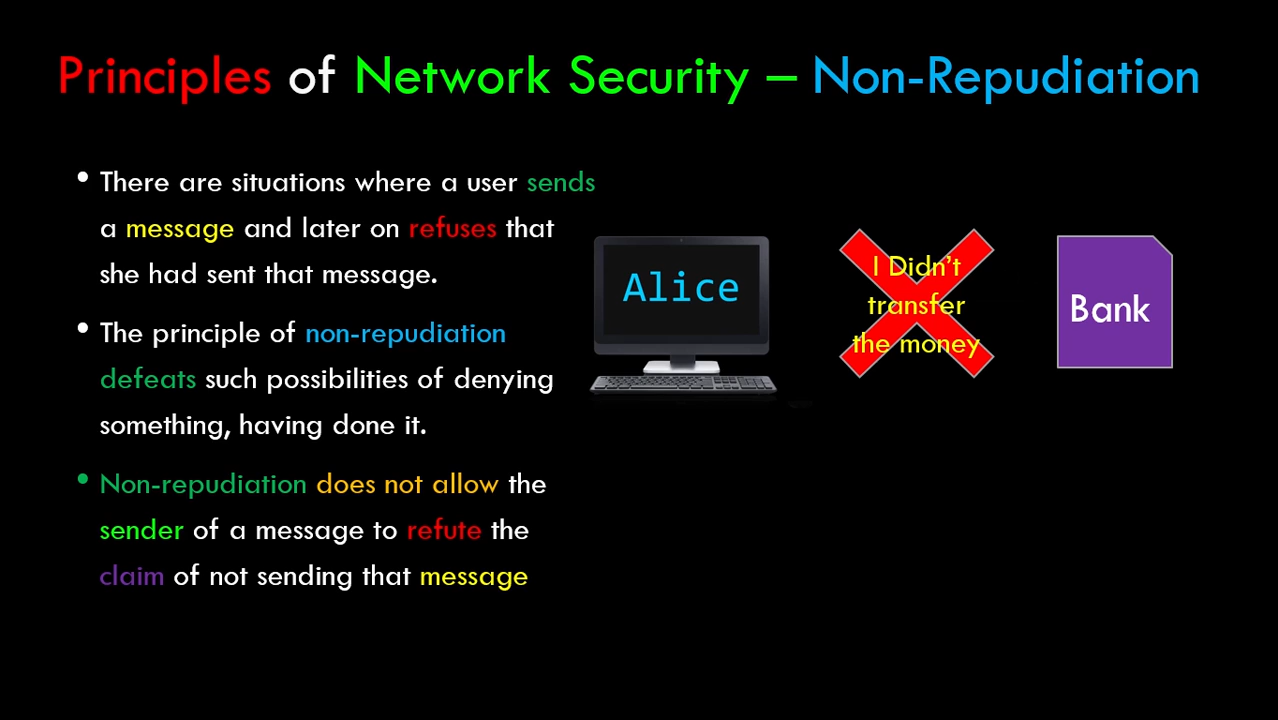 Principles of Network Security – Non-Repudiation
• There are situations where a user sends
a message and later on refuses that
she had sent that message.
• The principle of non-repudiation
defeats such possibilities of denying
something, having done it.
• Non-repudiation does not allow the
sender of a message to refute the
claim of not sending that message
Alice
I Didn't
transfer
the money
Bank